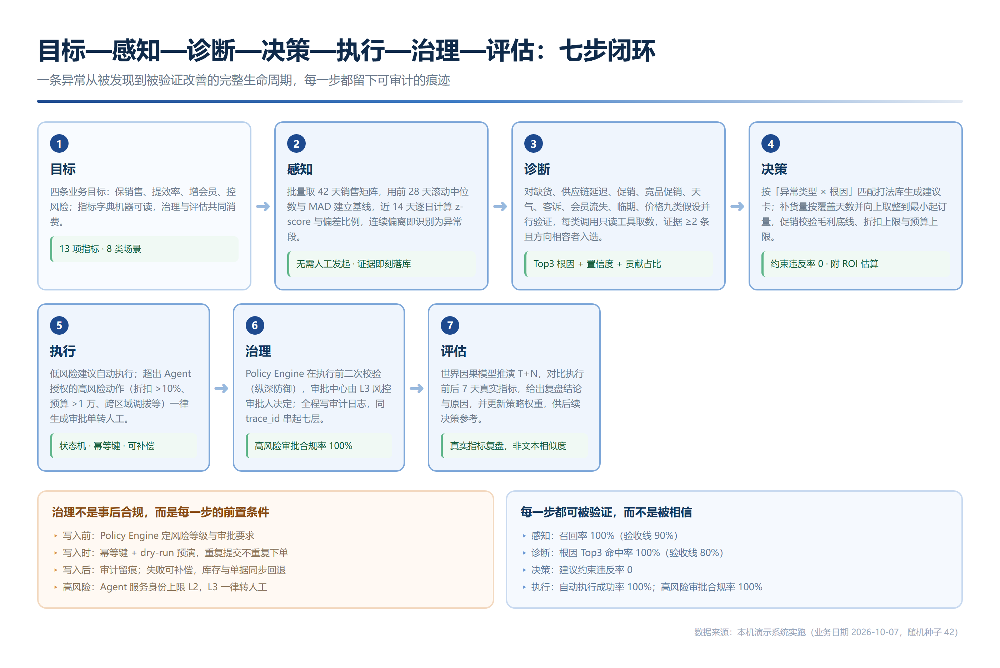 目标—感知—诊断—决策—执行—治理—评估：七步闭环
一条异常从被发现到被验证改善的完整生命周期，每一步都留下可审计的痕迹
1
目标
四条业务目标：保销售、提效率、增会员、控
风险；指标字典机器可读，治理与评估共同消
费。
13 项指标 · 8 类场景
➜
2
感知
批量取 42 天销售矩阵，用前 28 天滚动中位
数与 MAD 建立基线，近 14 天逐日计算 z-
score 与偏差比例，连续偏离即识别为异常
段。
无需人工发起 · 证据即刻落库
➜
3
诊断
对缺货、供应链延迟、促销、竞品促销、天
气、客诉、会员流失、临期、价格九类假设并
行验证，每类调用只读工具取数，证据 ≥2 条
且方向相容者入选。
Top3 根因 + 置信度 + 贡献占比
➜
4
决策
按「异常类型 × 根因」匹配打法库生成建议
卡；补货量按覆盖天数并向上取整到最小起订
量，促销校验毛利底线、折扣上限与预算上
限。
约束违反率 0 · 附 ROI 估算
5
执行
低风险建议自动执行；超出 Agent
授权的高风险动作（折扣 >10%、
预算 >1 万、跨区域调拨等）一律
生成审批单转人工。
状态机 · 幂等键 · 可补偿
➜
6
治理
Policy Engine 在执行前二次校验
（纵深防御），审批中心由 L3 风控
审批人决定；全程写审计日志，同
trace_id 串起七层。
高风险审批合规率 100%
➜
7
评估
世界因果模型推演 T+N，对比执行
前后 7 天真实指标，给出复盘结论
与原因，并更新策略权重，供后续
决策参考。
真实指标复盘，非文本相似度
治理不是事后合规，而是每一步的前置条件
▸ 写入前：Policy Engine 定风险等级与审批要求
▸ 写入时：幂等键 + dry-run 预演，重复提交不重复下单
▸ 写入后：审计留痕；失败可补偿，库存与单据同步回退
▸ 高风险：Agent 服务身份上限 L2，L3 一律转人工
每一步都可被验证，而不是被相信
▸ 感知：召回率 100%（验收线 90%）
▸ 诊断：根因 Top3 命中率 100%（验收线 80%）
▸ 决策：建议约束违反率 0
▸ 执行：自动执行成功率 100%；高风险审批合规率 100%
数据来源：本机演示系统实跑（业务日期 2026-10-07，随机种子 42）